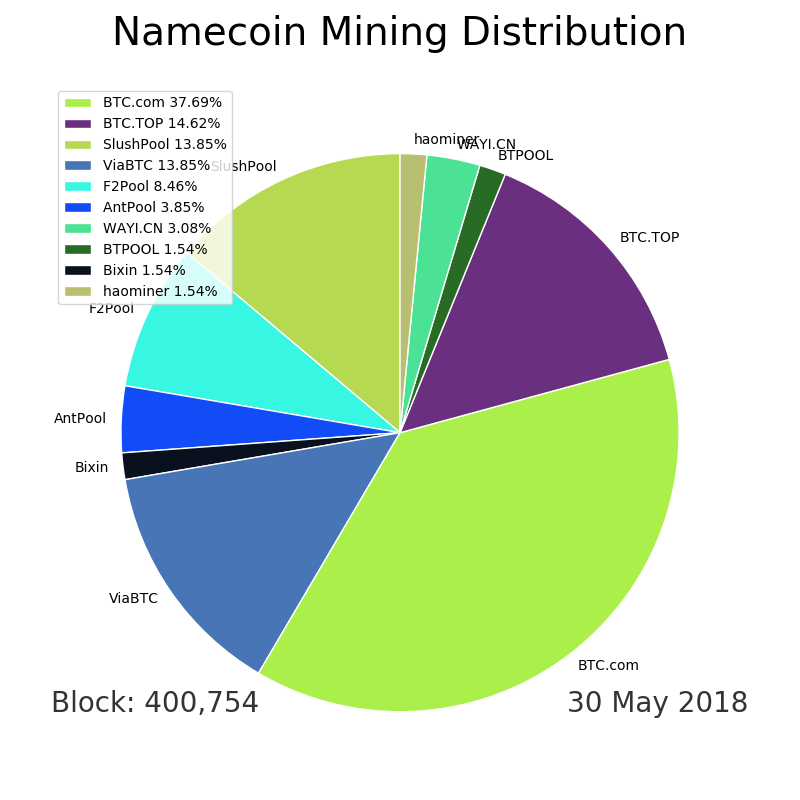 Namecoin Mining Distribution
BTC.com 37.69%
BTC.TOP 14.62%
SlushPool 13.85%
ViaBTC 13.85%
F2Pool 8.46%
AntPool 3.85%
WAYI.CN 3.08%
BTPOOL 1.54%
Bixin 1.54%
haominer 1.54%
haominer
WAYI.CN
BTPOOL
SlushPool
BTC.TOP
F2Pool
AntPool
Bixin
ViaBTC
BTC.com
Block: 400,754
30 May 2018